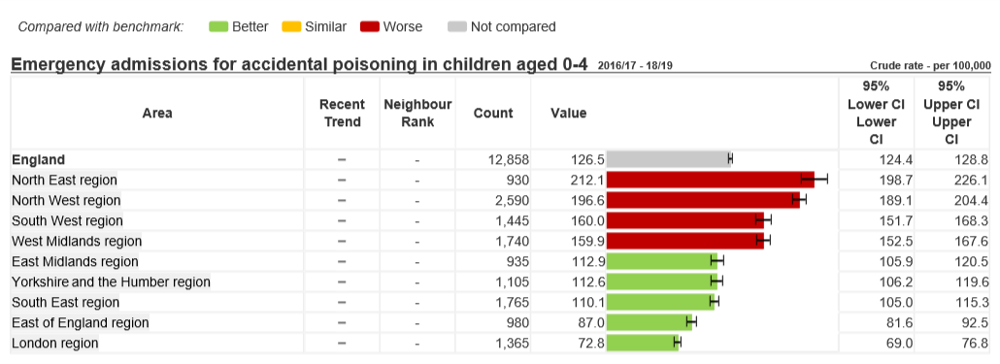 Compared with benchmark: Better Similar Worse Not compared
Emergency admissions for accidental poisoning in children aged 0-4 2016/17 - 18/19 Crude rate - per 100,000
Area Recent Trend Neighbour Rank Count Value 95% Lower CI Lower CI 95% Upper CI Upper CI
England – - 12,858 126.5 124.4 128.8
North East region – - 930 212.1 198.7 226.1
North West region – - 2,590 196.6 189.1 204.4
South West region – - 1,445 160.0 151.7 168.3
West Midlands region – - 1,740 159.9 152.5 167.6
East Midlands region – - 935 112.9 105.9 120.5
Yorkshire and the Humber region – - 1,105 112.6 106.2 119.6
South East region – - 1,765 110.1 105.0 115.3
East of England region – - 980 87.0 81.6 92.5
London region – - 1,365 72.8 69.0 76.8